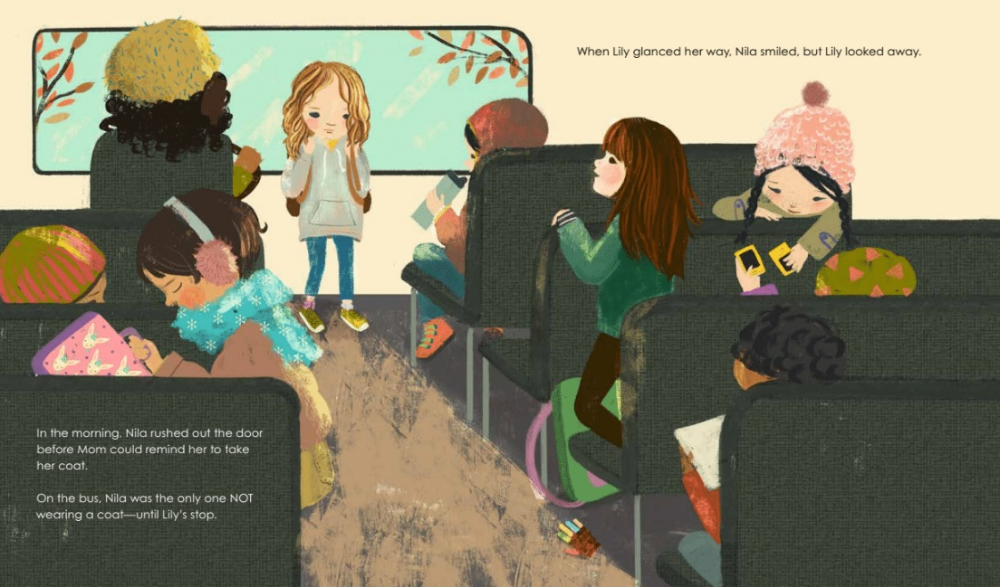 When Lily glanced her way, Nila smiled, but Lily looked away.
In the morning, Nila rushed out the door
before Mom could remind her to take
her coat.
On the bus, Nila was the only one NOT
wearing a coat—until Lily’s stop.